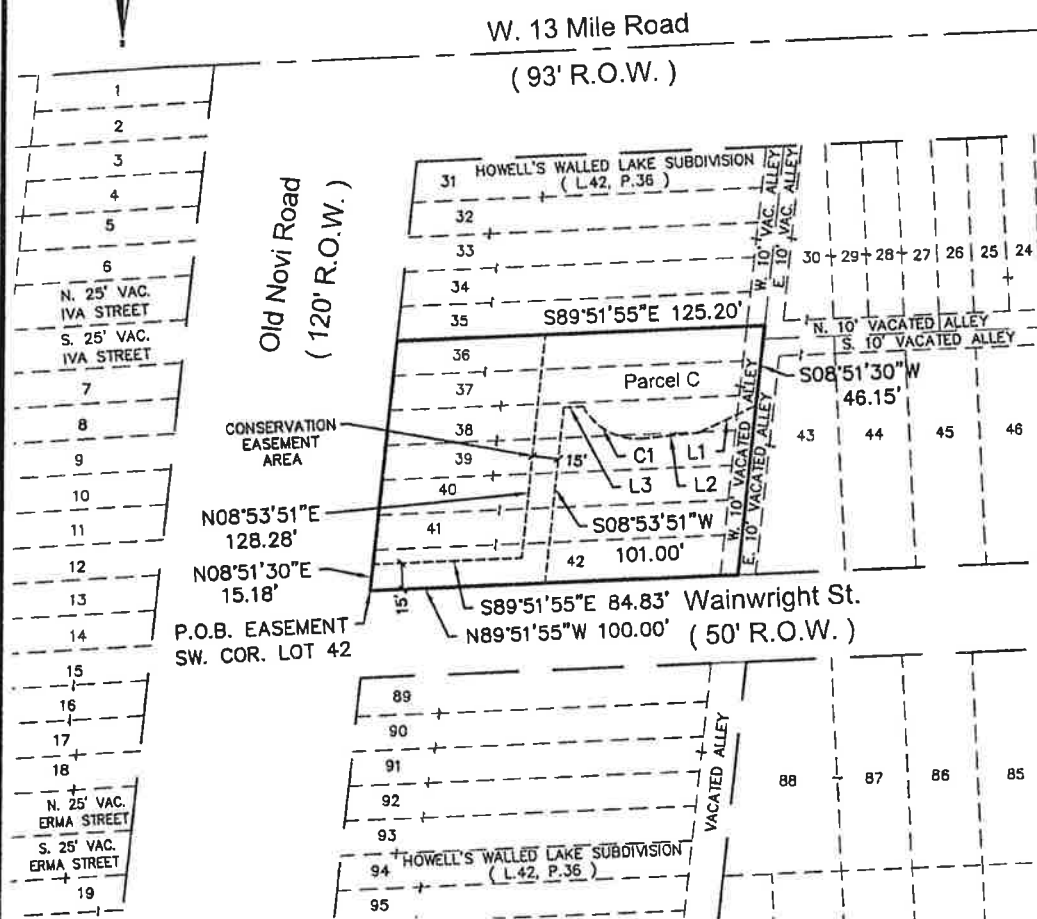 W. 13 Mile Road
( 93' R.O.W. )
Old Novi Road
( 120' R.O.W. )
1
2
3
4
5
6
N. 25' VAC.
IVA STREET
S. 25' VAC.
IVA STREET
7
8
9
10
11
12
13
14
15
16
17
18
N. 25' VAC.
ERMA STREET
S. 25' VAC.
ERMA STREET
19
31
HOWELL'S WALLED LAKE SUBDIVISION
( L.42, P.36 )
32
33
34
35
W. 10' VAC. ALLEY
E. 10' VAC. ALLEY
30
29
28
27
26
25
24
N. 10' VACATED ALLEY
S. 10' VACATED ALLEY
S89°51'55"E 125.20'
36
37
38
39
40
41
42
Parcel C
S08°51'30"W
46.15'
CONSERVATION
EASEMENT
AREA
15'
C1
L1
L3
L2
W. 10' VACATED ALLEY
E. 10' VACATED ALLEY
43
44
45
46
N08°53'51"E
128.28'
S08°53'51"W
101.00'
N08°51'30"E
15.18'
15'
P.O.B. EASEMENT
SW. COR. LOT 42
S89°51'55"E 84.83'
N89°51'55"W 100.00'
Wainwright St.
( 50' R.O.W. )
89
90
91
92
93
94
HOWELL'S WALLED LAKE SUBDIVISION
( L.42, P.36 )
95
VACATED ALLEY
88
87
86
85